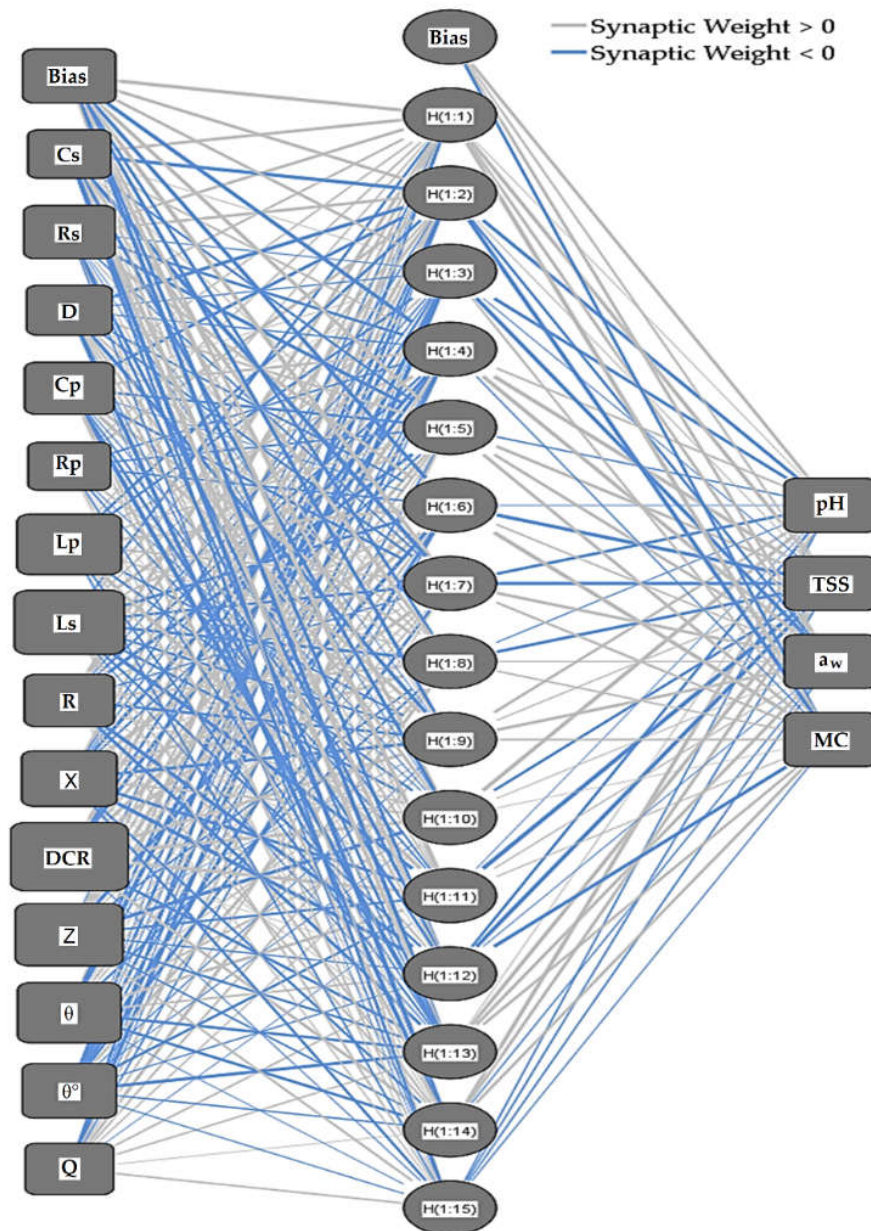 Synaptic Weight > 0
Synaptic Weight < 0
Bias
Cs
Rs
D
Cp
Rp
Lp
Ls
R
X
DCR
Z
θ
θ°
Q
Bias
H(1:1)
H(1:2)
H(1:3)
H(1:4)
H(1:5)
H(1:6)
H(1:7)
H(1:8)
H(1:9)
H(1:10)
H(1:11)
H(1:12)
H(1:13)
H(1:14)
H(1:15)
pH
TSS
aw
MC